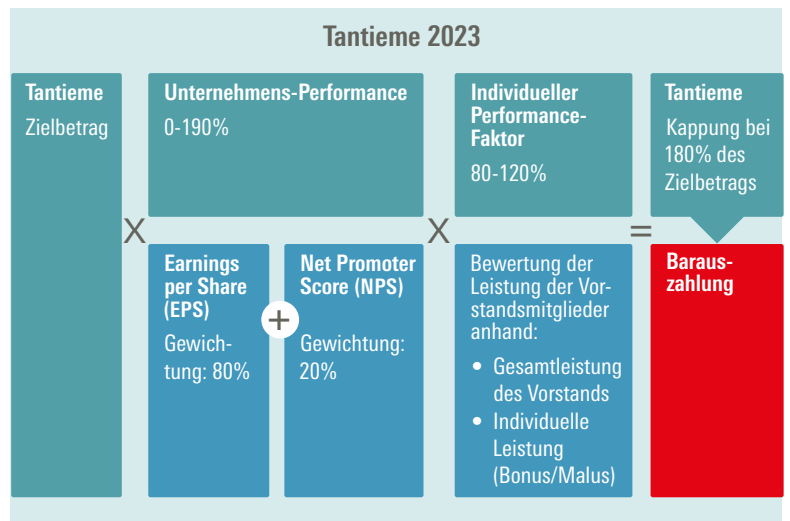 Tantieme 2023
Tantieme
Zielbetrag
Unternehmens-Performance
0-190%
Individueller
Performance-
Faktor
80-120%
Tantieme
Kappung bei
180% des
Zielbetrags
X
X
=
Earnings
per Share
(EPS)
Gewich-
tung: 80%
+
Net Promoter
Score (NPS)
Gewichtung:
20%
Bewertung der
Leistung der Vor-
standsmitglieder
anhand:
• Gesamtleistung
des Vorstands
• Individuelle
Leistung
(Bonus/Malus)
Baraus-
zahlung